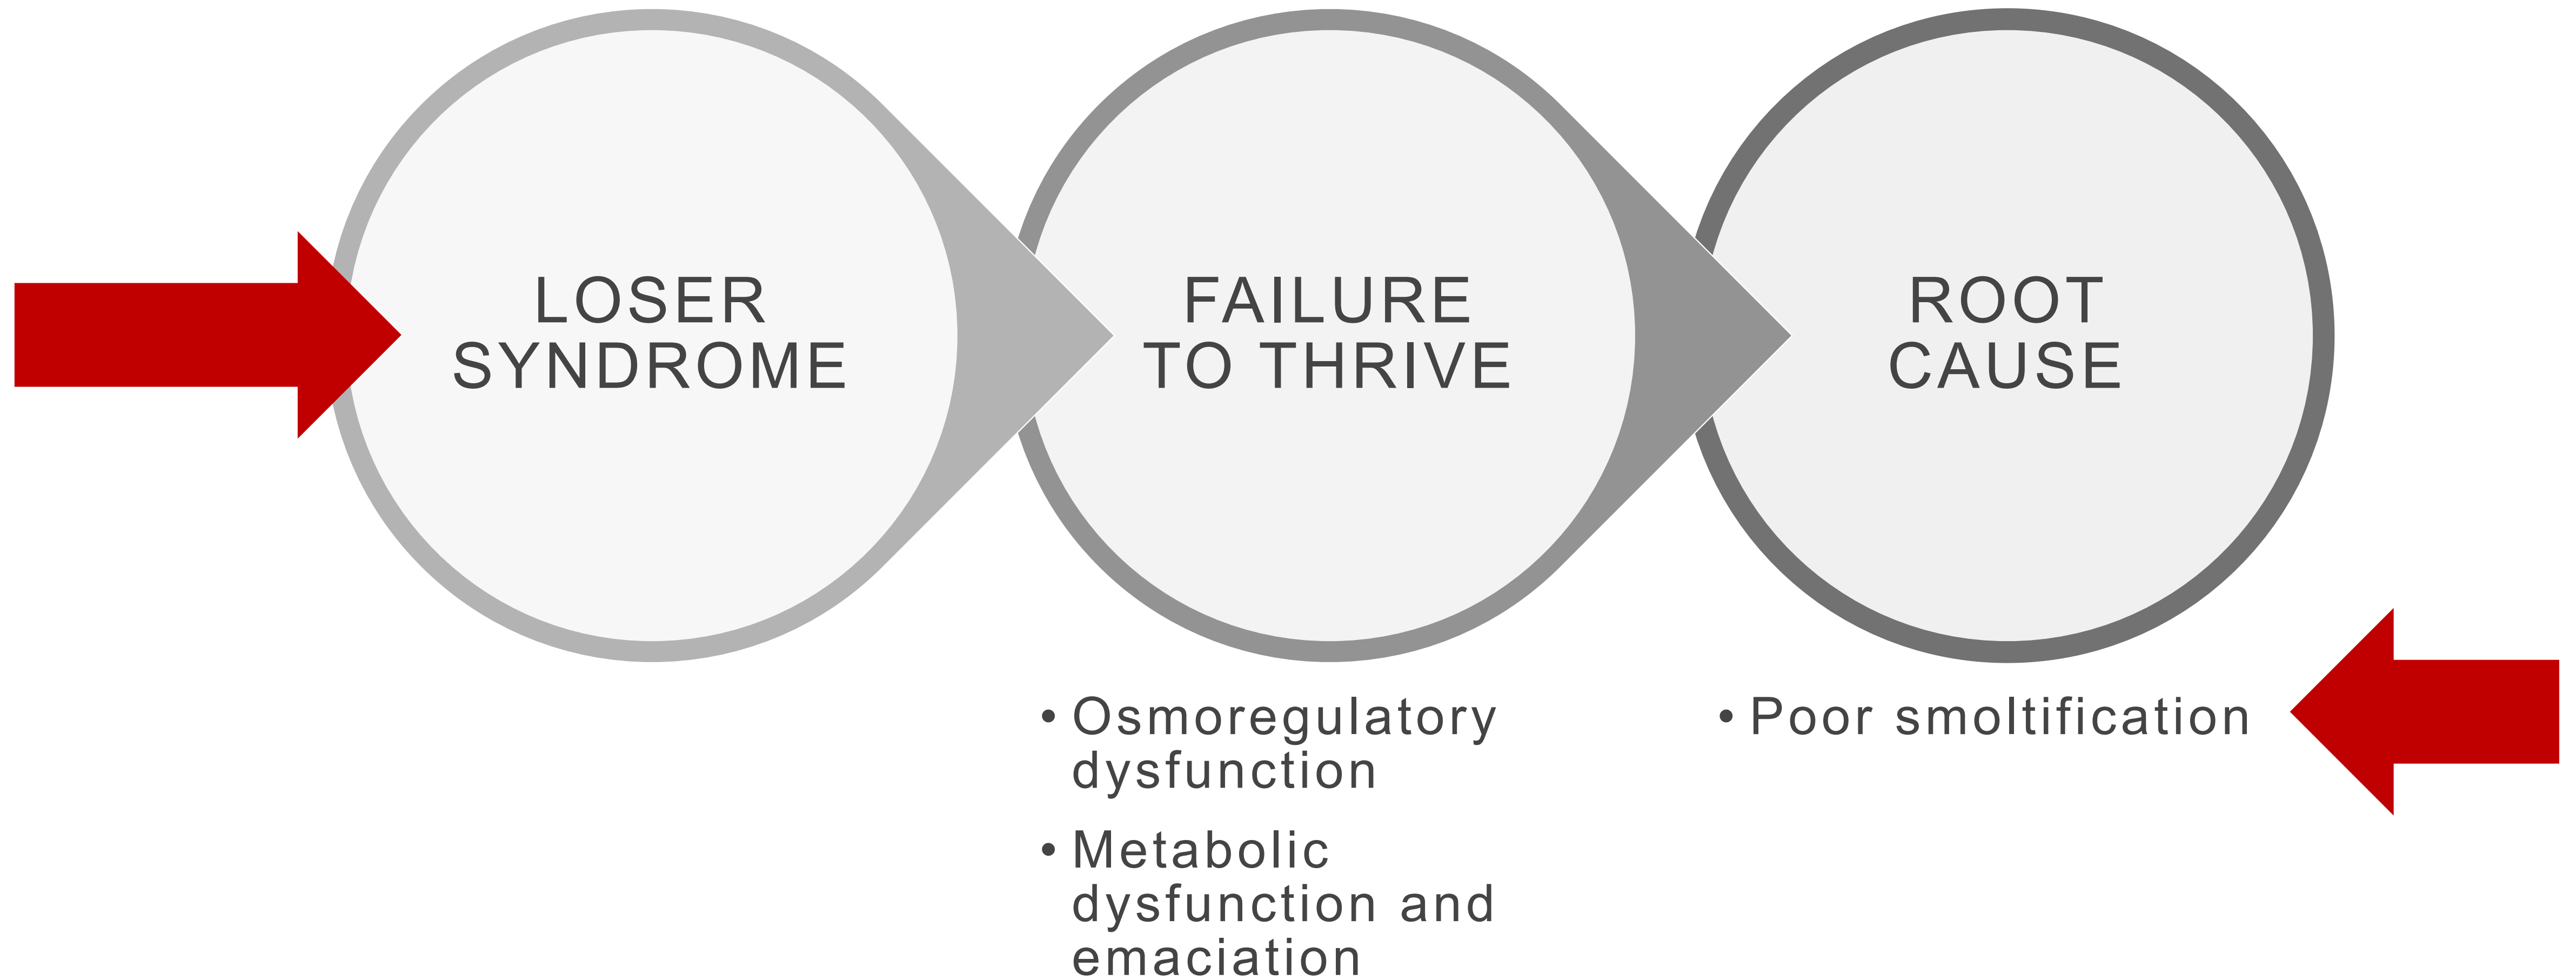 LOSER
SYNDROME
FAILURE
TO THRIVE
ROOT
CAUSE
• Osmoregulatory
dysfunction
• Metabolic
dysfunction and
emaciation
• Poor smoltification